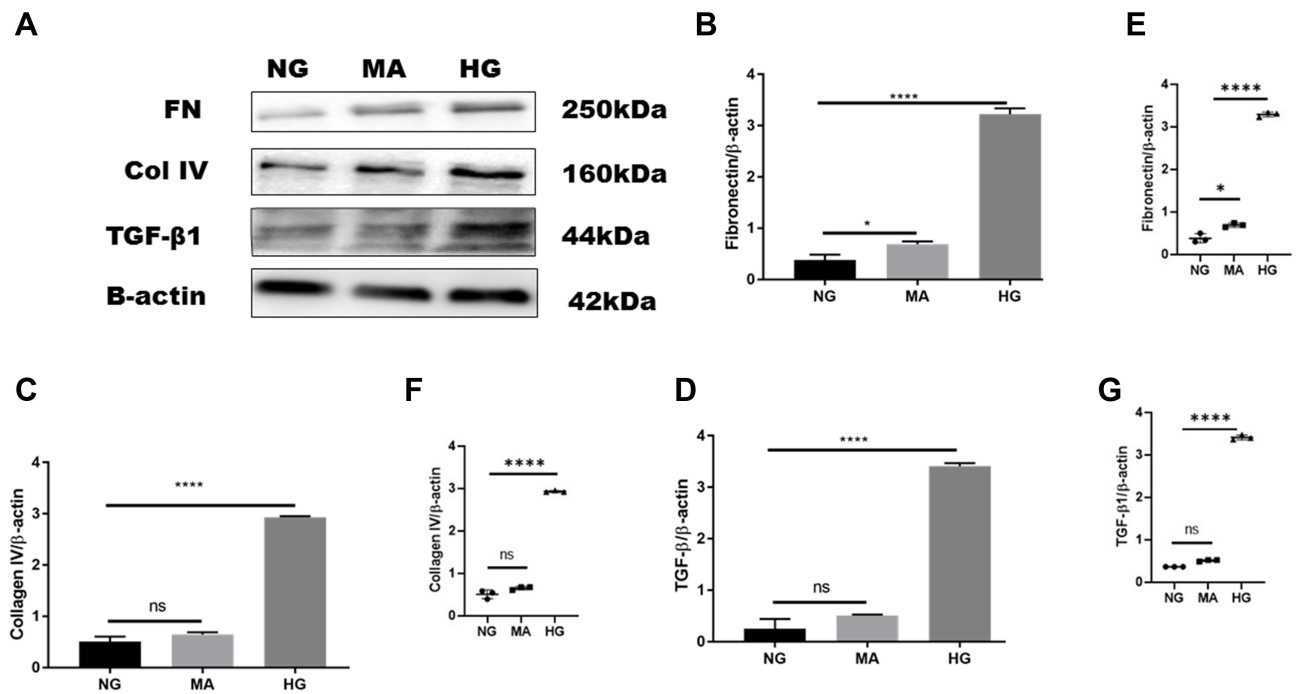 A
NG MA HG
FN 250kDa
Col IV 160kDa
TGF-β1 44kDa
B-actin 42kDa
B
Fibronectin/β-actin
4
3
2
1
0
****
*
NG MA HG
E
Fibronectin/β-actin
4
3
2
1
0
****
*
NG MA HG
C
Collagen IV/β-actin
4
3
2
1
0
****
ns
NG MA HG
F
Collagen IV/β-actin
4
3
2
1
0
****
ns
NG MA HG
D
TGF-β/β-actin
4
3
2
1
0
****
ns
NG MA HG
G
TGF-β1/β-actin
4
3
2
1
0
****
ns
NG MA HG